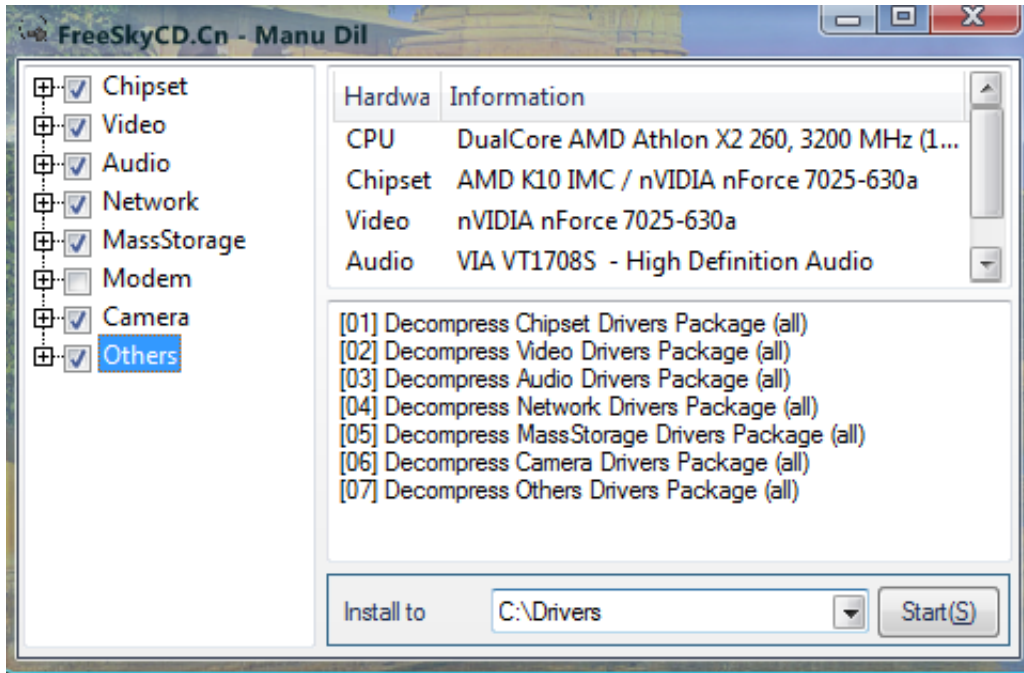 FreeSkyCD.Cn - Manu Dil
Chipset
Video
Audio
Network
MassStorage
Modem
Camera
Others
Hardwa Information
CPU DualCore AMD Athlon X2 260, 3200 MHz (1...
Chipset AMD K10 IMC / nVIDIA nForce 7025-630a
Video nVIDIA nForce 7025-630a
Audio VIA VT1708S - High Definition Audio
[01] Decompress Chipset Drivers Package (all)
[02] Decompress Video Drivers Package (all)
[03] Decompress Audio Drivers Package (all)
[04] Decompress Network Drivers Package (all)
[05] Decompress MassStorage Drivers Package (all)
[06] Decompress Camera Drivers Package (all)
[07] Decompress Others Drivers Package (all)
Install to C:\Drivers Start(S)